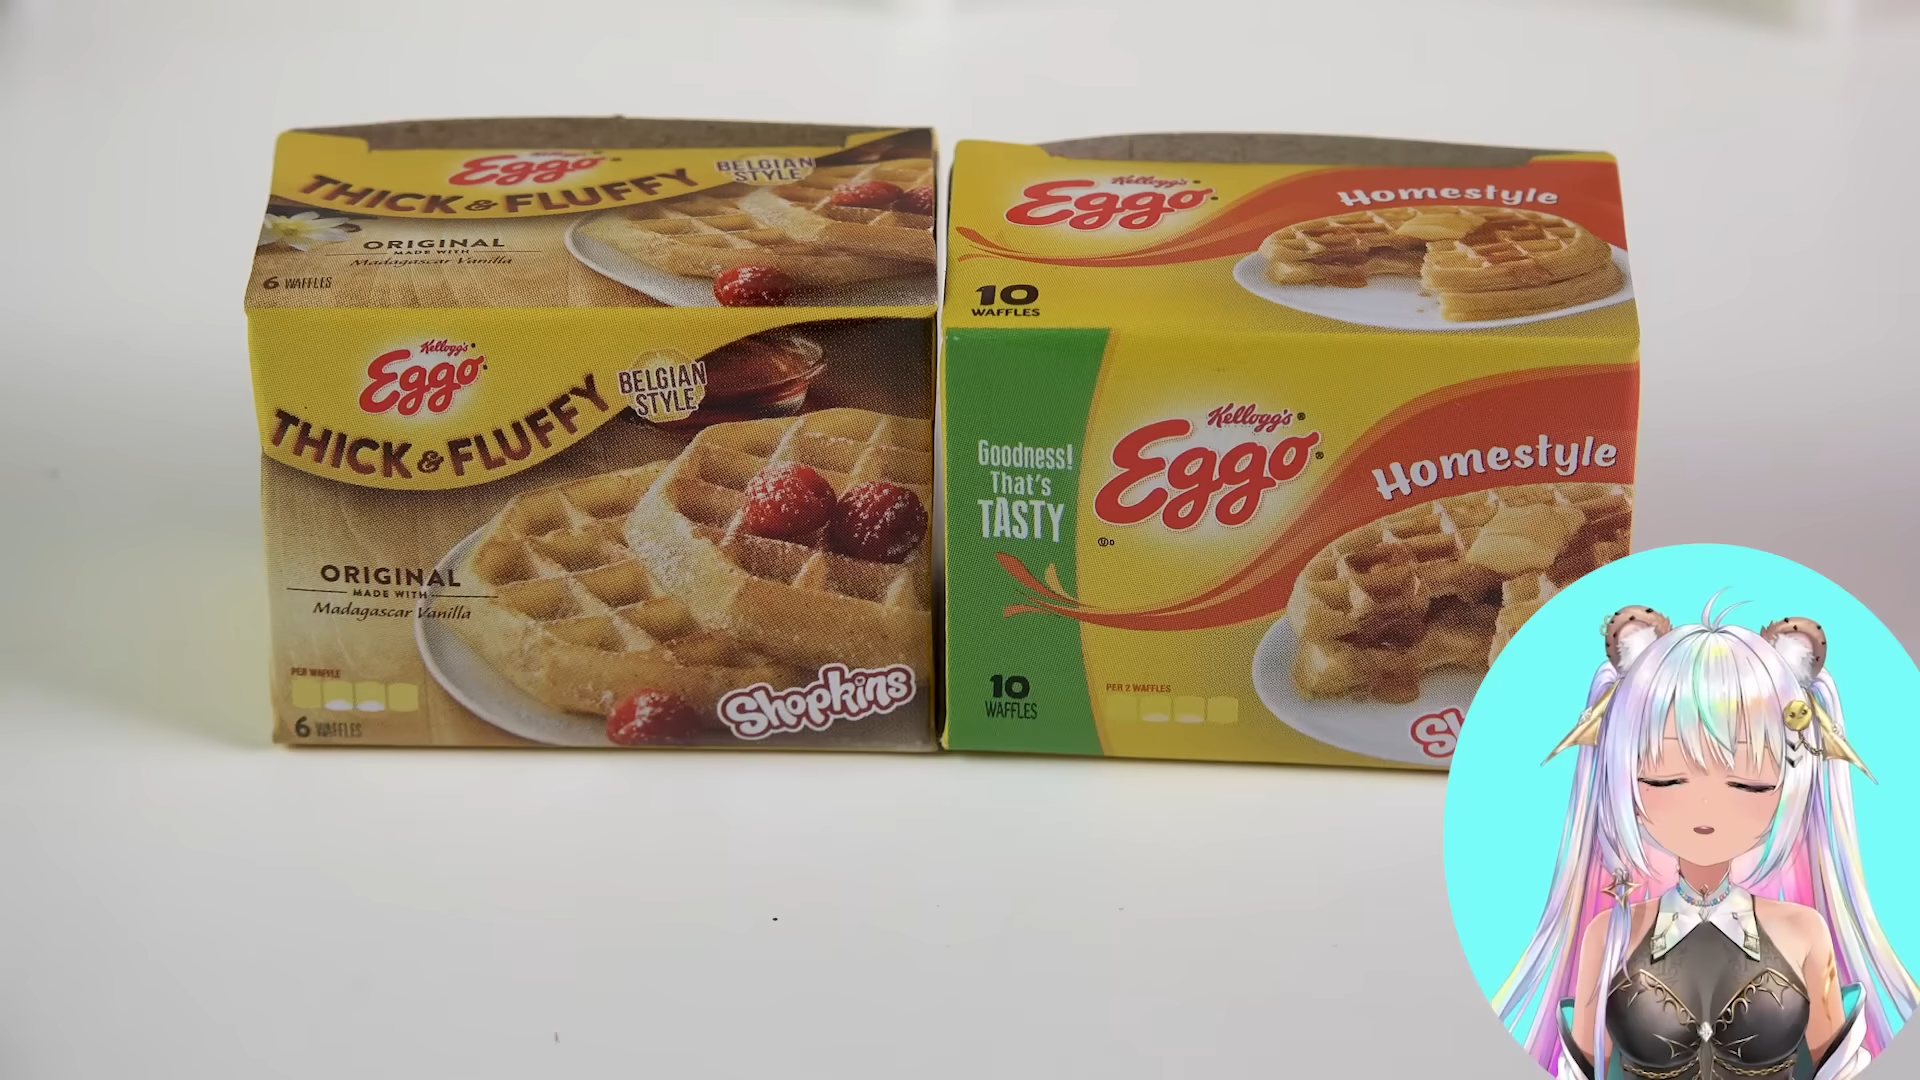 Kellogg's
Eggo
THICK & FLUFFY
BELGIAN
STYLE
ORIGINAL
MADE WITH
Madagascar Vanilla
6 WAFFLES
Kellogg's
Eggo
THICK & FLUFFY
BELGIAN
STYLE
ORIGINAL
MADE WITH
Madagascar Vanilla
PER WAFFLE
6 WAFFLES
Shopkins
Kellogg's
Eggo
Homestyle
10
WAFFLES
Goodness!
That's
TASTY
Kellogg's®
Eggo®
Homestyle
10
WAFFLES
PER 2 WAFFLES
Sh